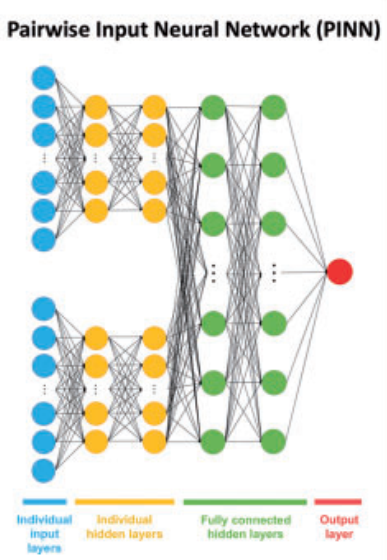 Pairwise Input Neural Network (PINN)
Individual input layers
Individual hidden layers
Fully connected hidden layers
Output layer